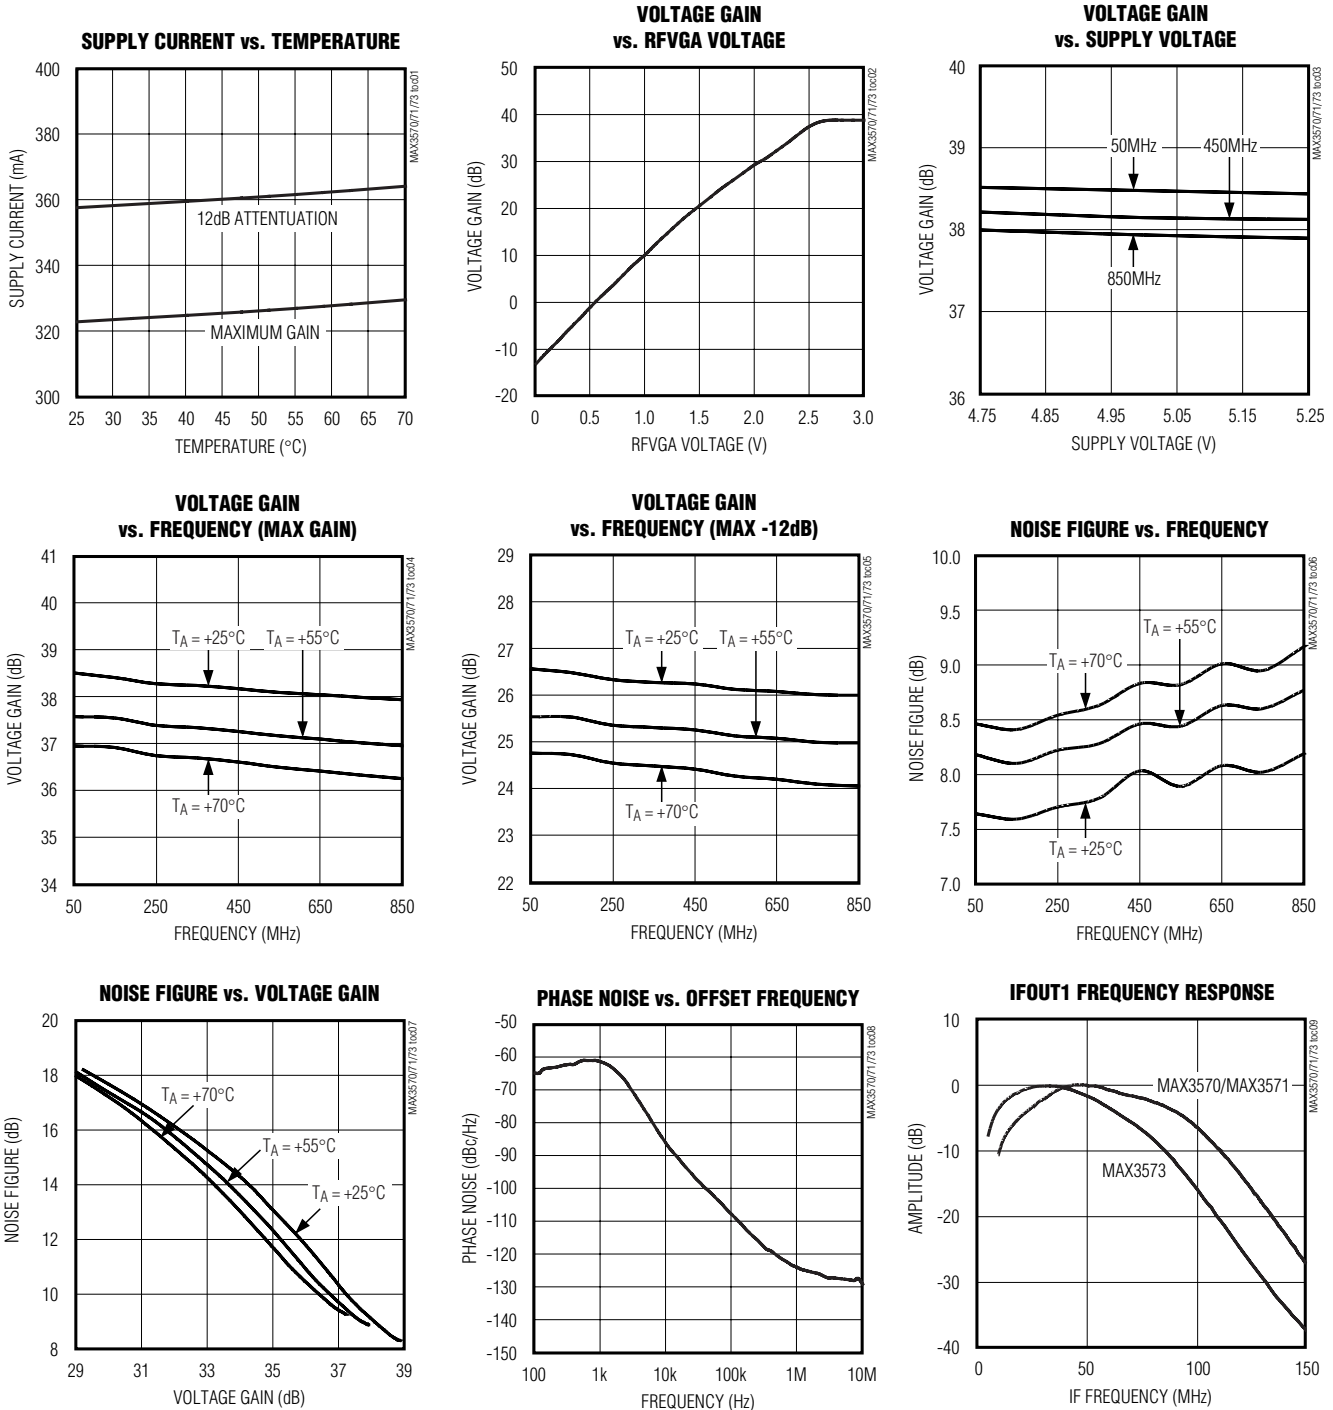 SUPPLY CURRENT vs. TEMPERATURE
MAX3570/71/73 toc01
SUPPLY CURRENT (mA)
400
380
360
340
320
300
12dB ATTENTUATION
MAXIMUM GAIN
25 30 35 40 45 50 55 60 65 70
TEMPERATURE (°C)
VOLTAGE GAIN
vs. RFVGA VOLTAGE
MAX3570/71/73 toc02
VOLTAGE GAIN (dB)
50
40
30
20
10
0
-10
-20
0 0.5 1.0 1.5 2.0 2.5 3.0
RFVGA VOLTAGE (V)
VOLTAGE GAIN
vs. SUPPLY VOLTAGE
MAX3570/71/73 toc03
VOLTAGE GAIN (dB)
40
39
38
37
36
50MHz
450MHz
850MHz
4.75 4.85 4.95 5.05 5.15 5.25
SUPPLY VOLTAGE (V)
VOLTAGE GAIN
vs. FREQUENCY (MAX GAIN)
MAX3570/71/73 toc04
VOLTAGE GAIN (dB)
41
40
39
38
37
36
35
34
TA = +25°C
TA = +55°C
TA = +70°C
50 250 450 650 850
FREQUENCY (MHz)
VOLTAGE GAIN
vs. FREQUENCY (MAX -12dB)
MAX3570/71/73 toc05
VOLTAGE GAIN (dB)
29
28
27
26
25
24
23
22
TA = +25°C
TA = +55°C
TA = +70°C
50 250 450 650 850
FREQUENCY (MHz)
NOISE FIGURE vs. FREQUENCY
MAX3570/71/73 toc06
NOISE FIGURE (dB)
10.0
9.5
9.0
8.5
8.0
7.5
7.0
TA = +55°C
TA = +70°C
TA = +25°C
50 250 450 650 850
FREQUENCY (MHz)
NOISE FIGURE vs. VOLTAGE GAIN
MAX3570/71/73 toc07
NOISE FIGURE (dB)
20
18
16
14
12
10
8
TA = +70°C
TA = +55°C
TA = +25°C
29 31 33 35 37 39
VOLTAGE GAIN (dB)
PHASE NOISE vs. OFFSET FREQUENCY
MAX3570/71/73 toc08
PHASE NOISE (dBc/Hz)
-50
-60
-70
-80
-90
-100
-110
-120
-130
-140
-150
100 1k 10k 100k 1M 10M
FREQUENCY (Hz)
IFOUT1 FREQUENCY RESPONSE
MAX3570/71/73 toc09
AMPLITUDE (dB)
10
0
-10
-20
-30
-40
MAX3570/MAX3571
MAX3573
0 50 100 150
IF FREQUENCY (MHz)